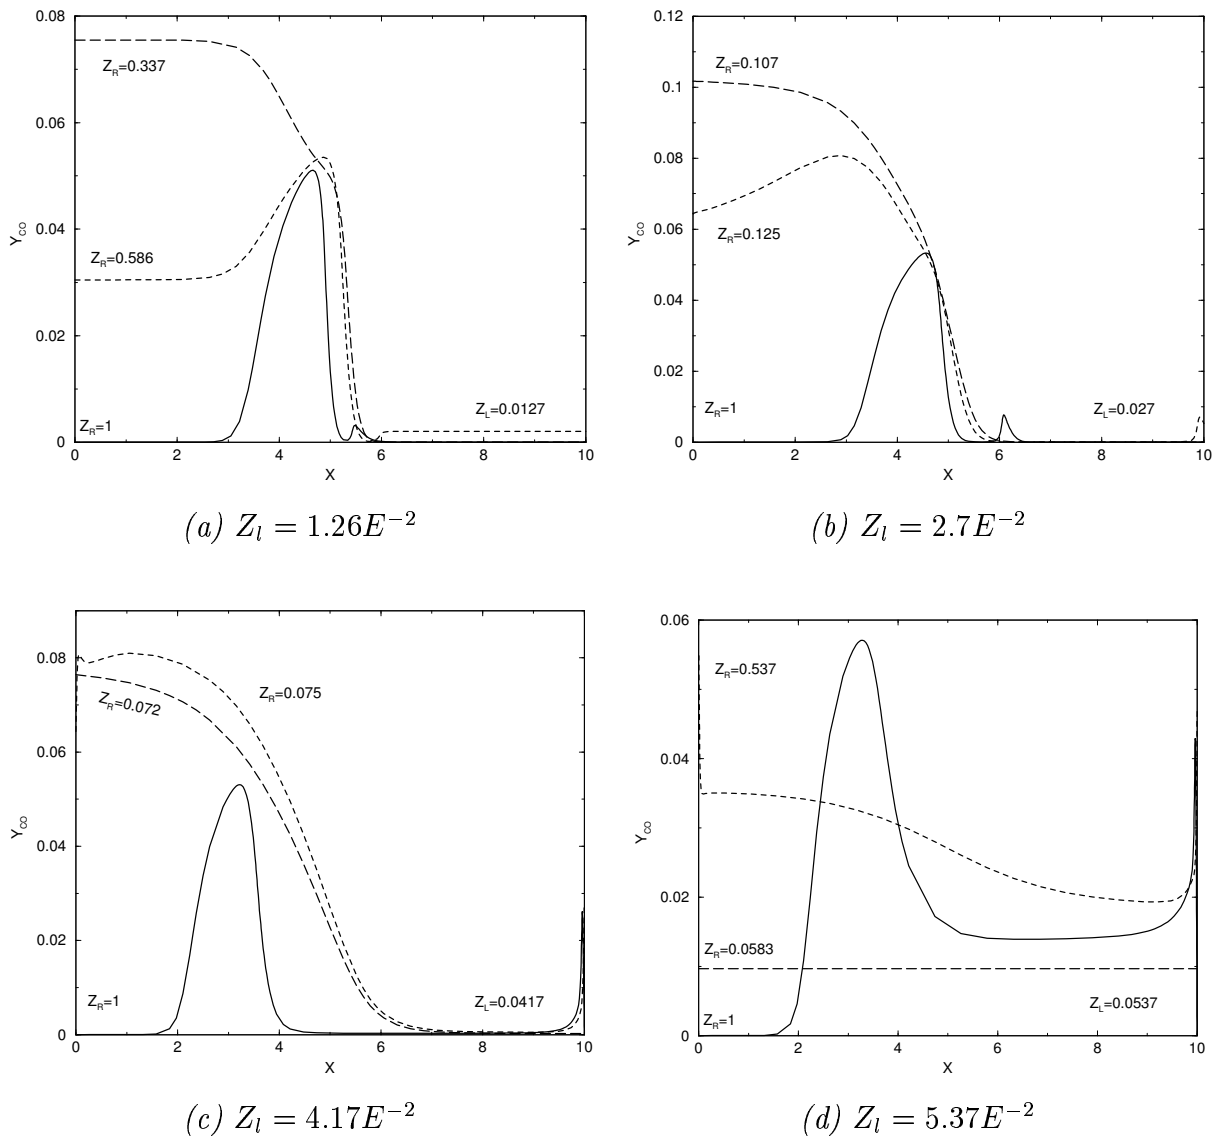 0.08
0.06
0.04
0.02
0
Y_CO
Z_R=0.337
Z_R=0.586
Z_R=1
Z_L=0.0127
0 2 4 6 8 10
X
(a) Z_l = 1.26E^{-2}
0.12
0.1
0.08
0.06
0.04
0.02
0
Y_CO
Z_R=0.107
Z_R=0.125
Z_R=1
Z_L=0.027
0 2 4 6 8 10
X
(b) Z_l = 2.7E^{-2}
0.08
0.06
0.04
0.02
0
Y_CO
Z_R=0.075
Z_R=0.072
Z_R=1
Z_L=0.0417
0 2 4 6 8 10
X
(c) Z_l = 4.17E^{-2}
0.06
0.04
0.02
0
Y_CO
Z_R=0.537
Z_R=0.0583
Z_R=1
Z_L=0.0537
0 2 4 6 8 10
X
(d) Z_l = 5.37E^{-2}